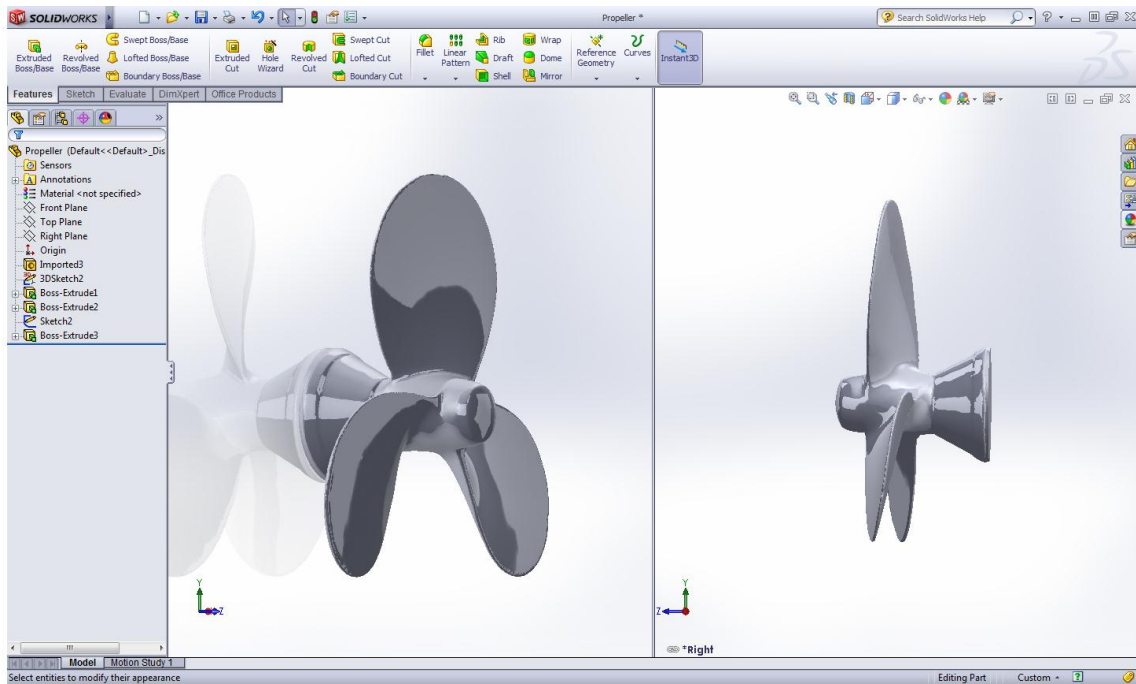 SOLIDWORKS
Propeller *
Search SolidWorks Help
Extruded Boss/Base
Revolved Boss/Base
Swept Boss/Base
Lofted Boss/Base
Boundary Boss/Base
Extruded Cut
Hole Wizard
Revolved Cut
Swept Cut
Lofted Cut
Boundary Cut
Fillet
Linear Pattern
Rib
Draft
Shell
Wrap
Dome
Mirror
Reference Geometry
Curves
Instant3D
Features Sketch Evaluate DimXpert Office Products
Propeller (Default<<Default>_Dis
Sensors
Annotations
Material <not specified>
Front Plane
Top Plane
Right Plane
Origin
Imported3
3DSketch2
Boss-Extrude1
Boss-Extrude2
Sketch2
Boss-Extrude3
Y
Z
Y
Z
*Right
Model Motion Study 1
Select entities to modify their appearance
Editing Part
Custom